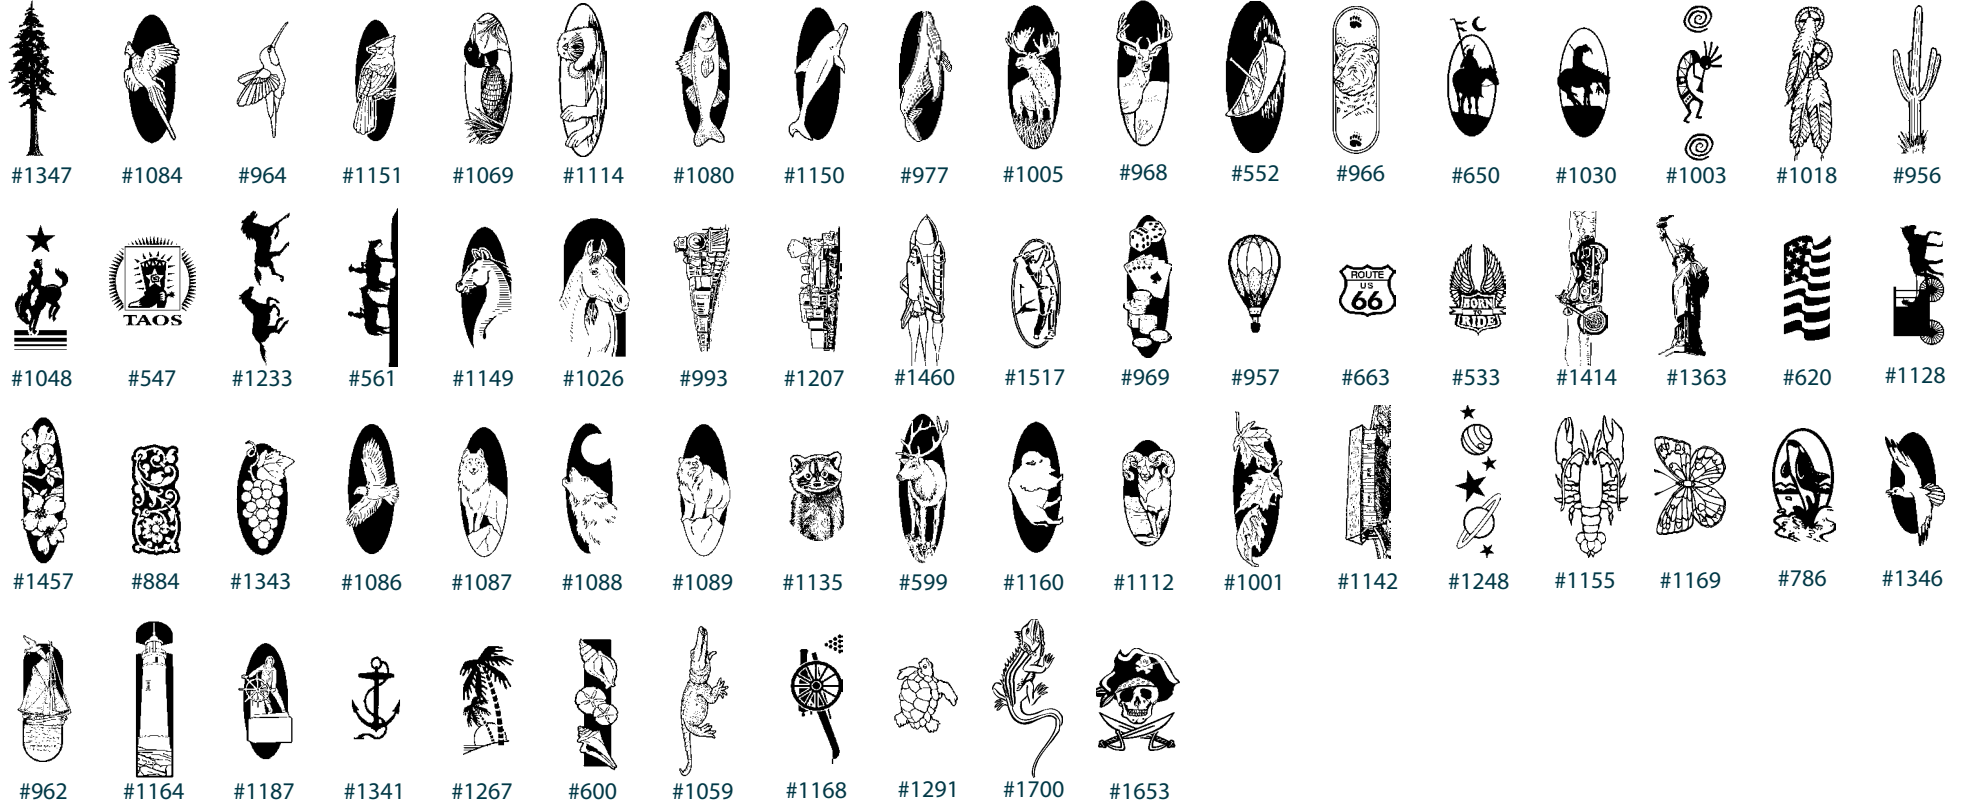 #1347 #1084 #964 #1151 #1069 #1114 #1080 #1150 #977 #1005 #968 #552 #966 #650 #1030 #1003 #1018 #956
TAOS
ROUTE
US
66
BORN
TO
RIDE
#1048 #547 #1233 #561 #1149 #1026 #993 #1207 #1460 #1517 #969 #957 #663 #533 #1414 #1363 #620 #1128
#1457 #884 #1343 #1086 #1087 #1088 #1089 #1135 #599 #1160 #1112 #1001 #1142 #1248 #1155 #1169 #786 #1346
#962 #1164 #1187 #1341 #1267 #600 #1059 #1168 #1291 #1700 #1653